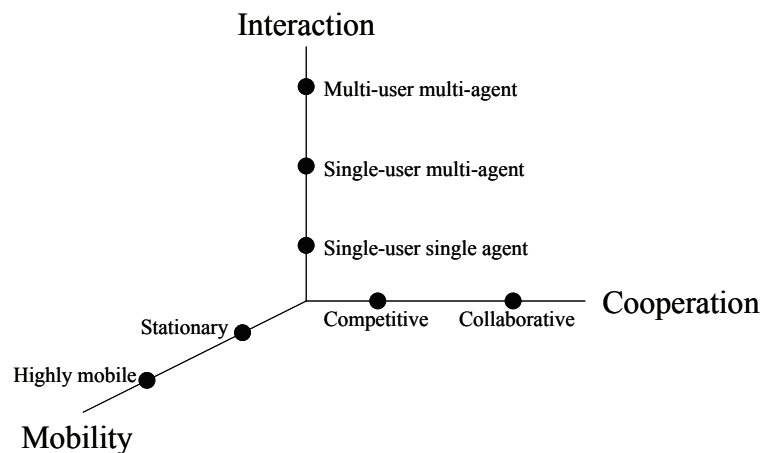 Interaction
Multi-user multi-agent
Single-user multi-agent
Single-user single agent
Cooperation
Competitive
Collaborative
Stationary
Highly mobile
Mobility